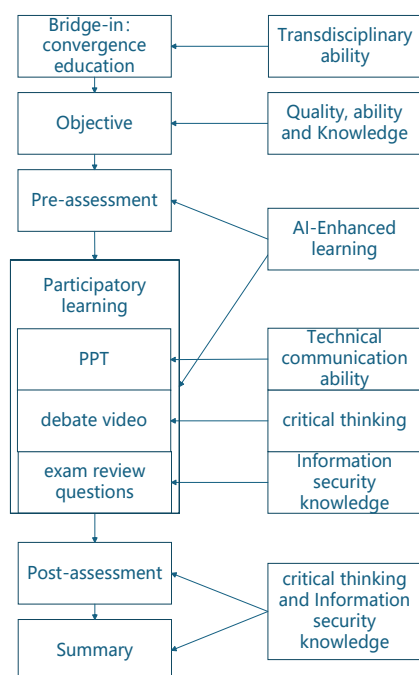 Bridge-in:
convergence
education
Transdisciplinary
ability
Objective
Quality, ability
and Knowledge
Pre-assessment
AI-Enhanced
learning
Participatory
learning
PPT
Technical
communication
ability
debate video
critical thinking
exam review
questions
Information
security
knowledge
Post-assessment
critical thinking
and Information
security
knowledge
Summary